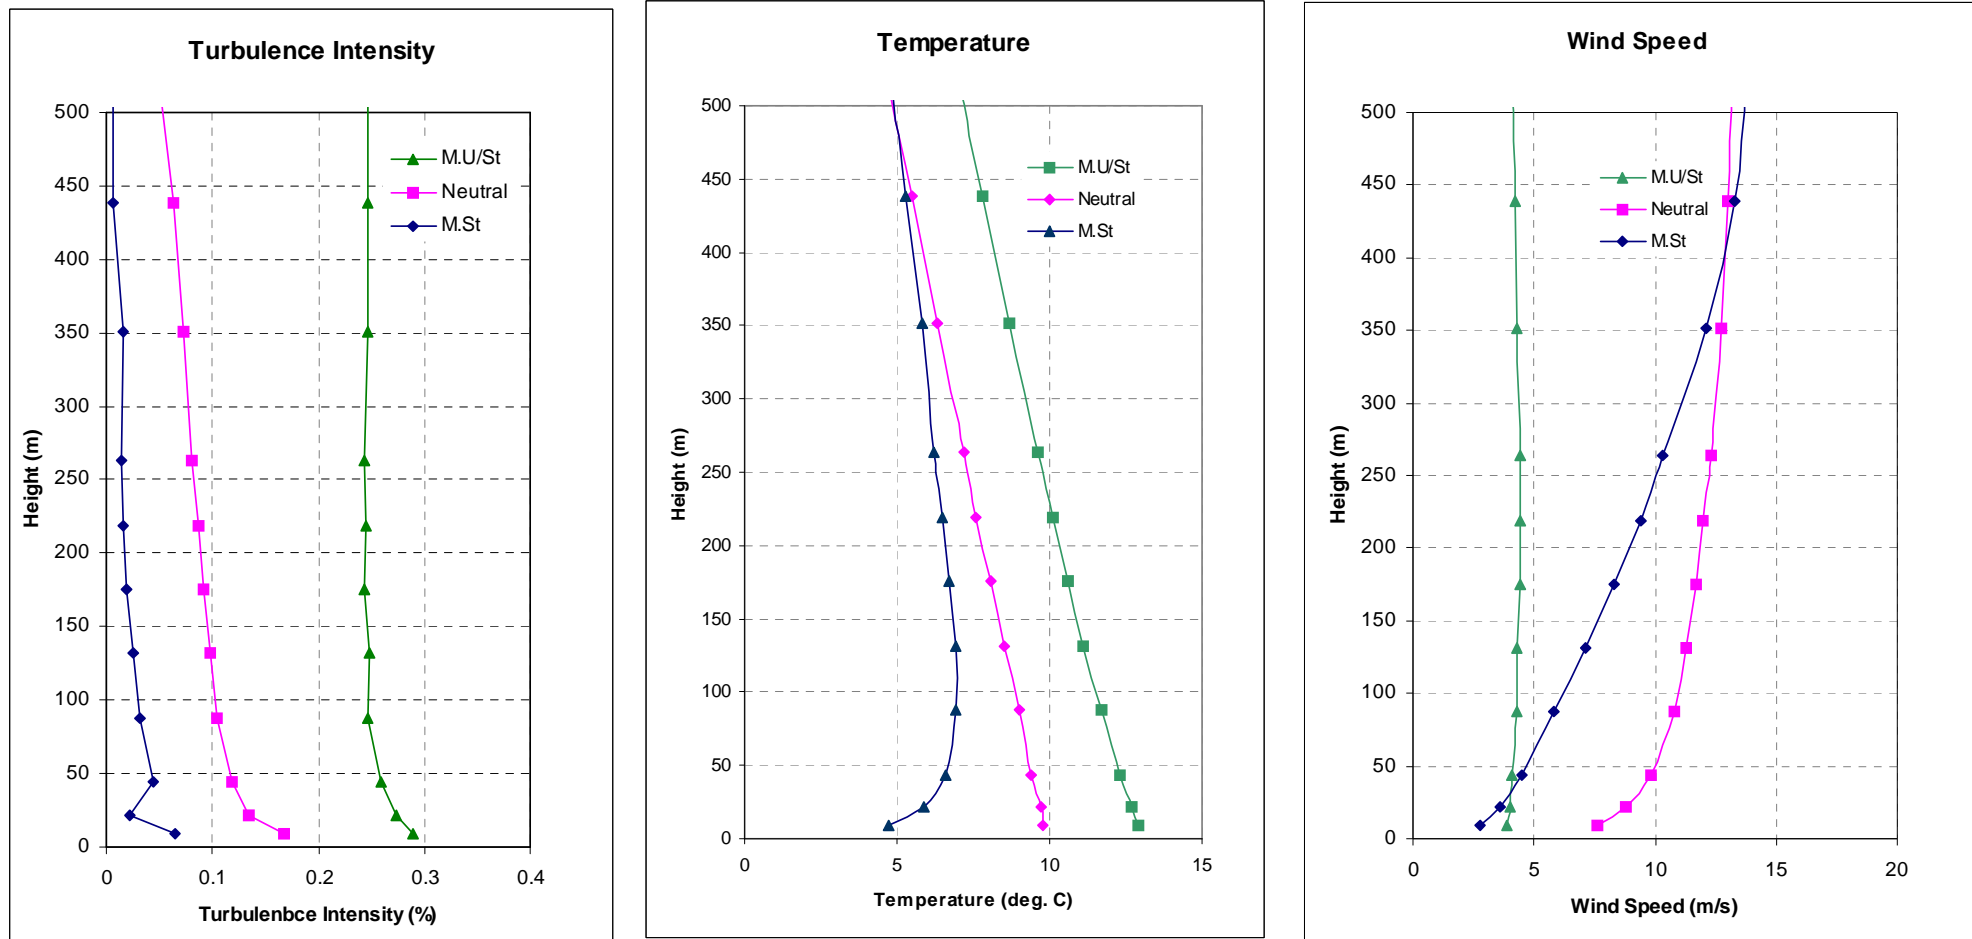 Turbulence Intensity
500
450
400
350
300
250
200
150
100
50
0
Height (m)
M.U/St
Neutral
M.St
0
0.1
0.2
0.3
0.4
Turbulenbce Intensity (%)
Temperature
500
450
400
350
300
250
200
150
100
50
0
Height (m)
M.U/St
Neutral
M.St
0
5
10
15
Temperature (deg. C)
Wind Speed
500
450
400
350
300
250
200
150
100
50
0
Height (m)
M.U/St
Neutral
M.St
0
5
10
15
20
Wind Speed (m/s)